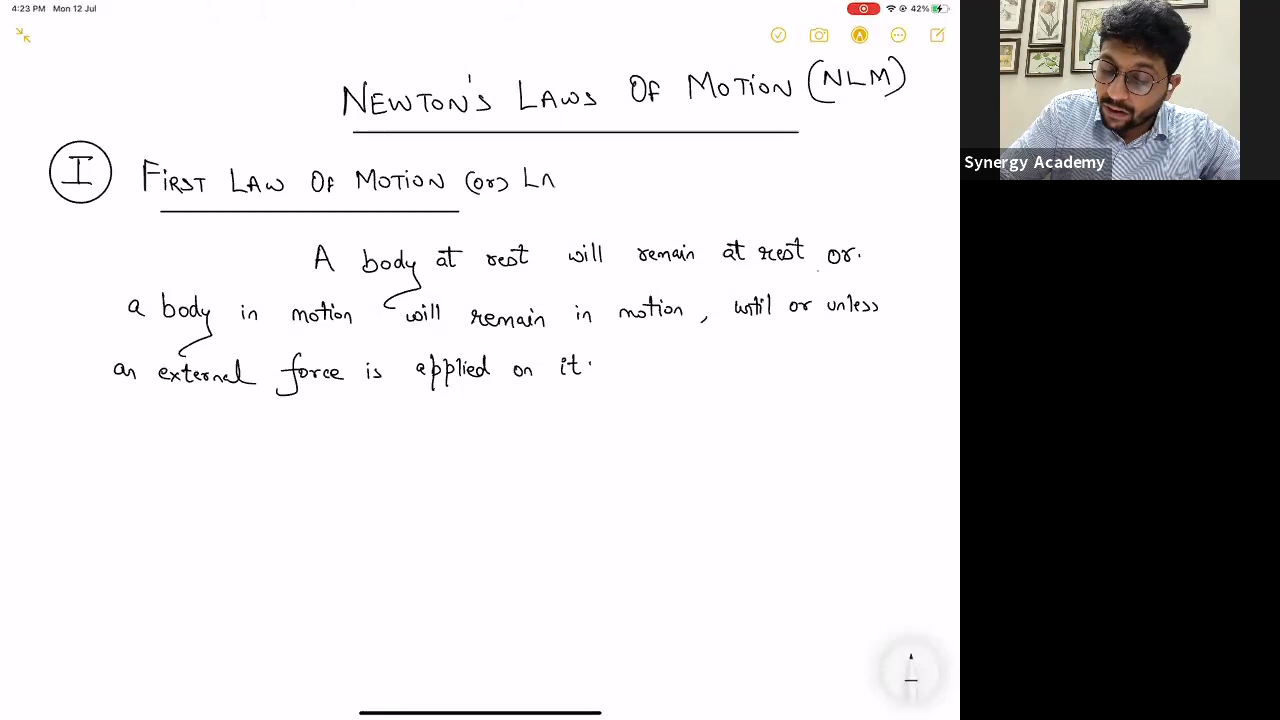 4:23 PM Mon 12 Jul
42%
NEWTON'S LAWS OF MOTION (NLM)
I FIRST LAW OF MOTION (or) LA
A body at rest will remain at rest or.
a body in motion will remain in motion, until or unless
an external force is applied on it.
Synergy Academy